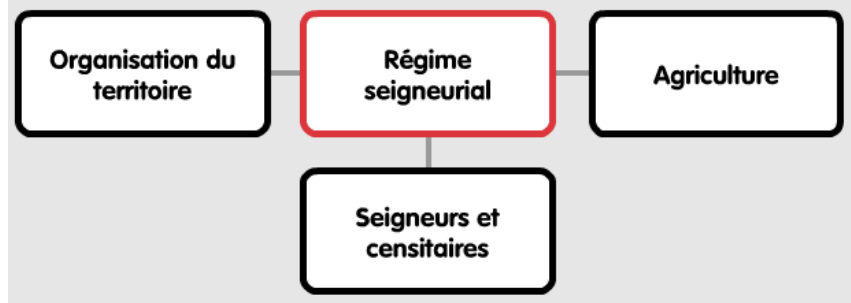 Organisation du
territoire
Régime
seigneurial
Agriculture
Seigneurs et
censitaires